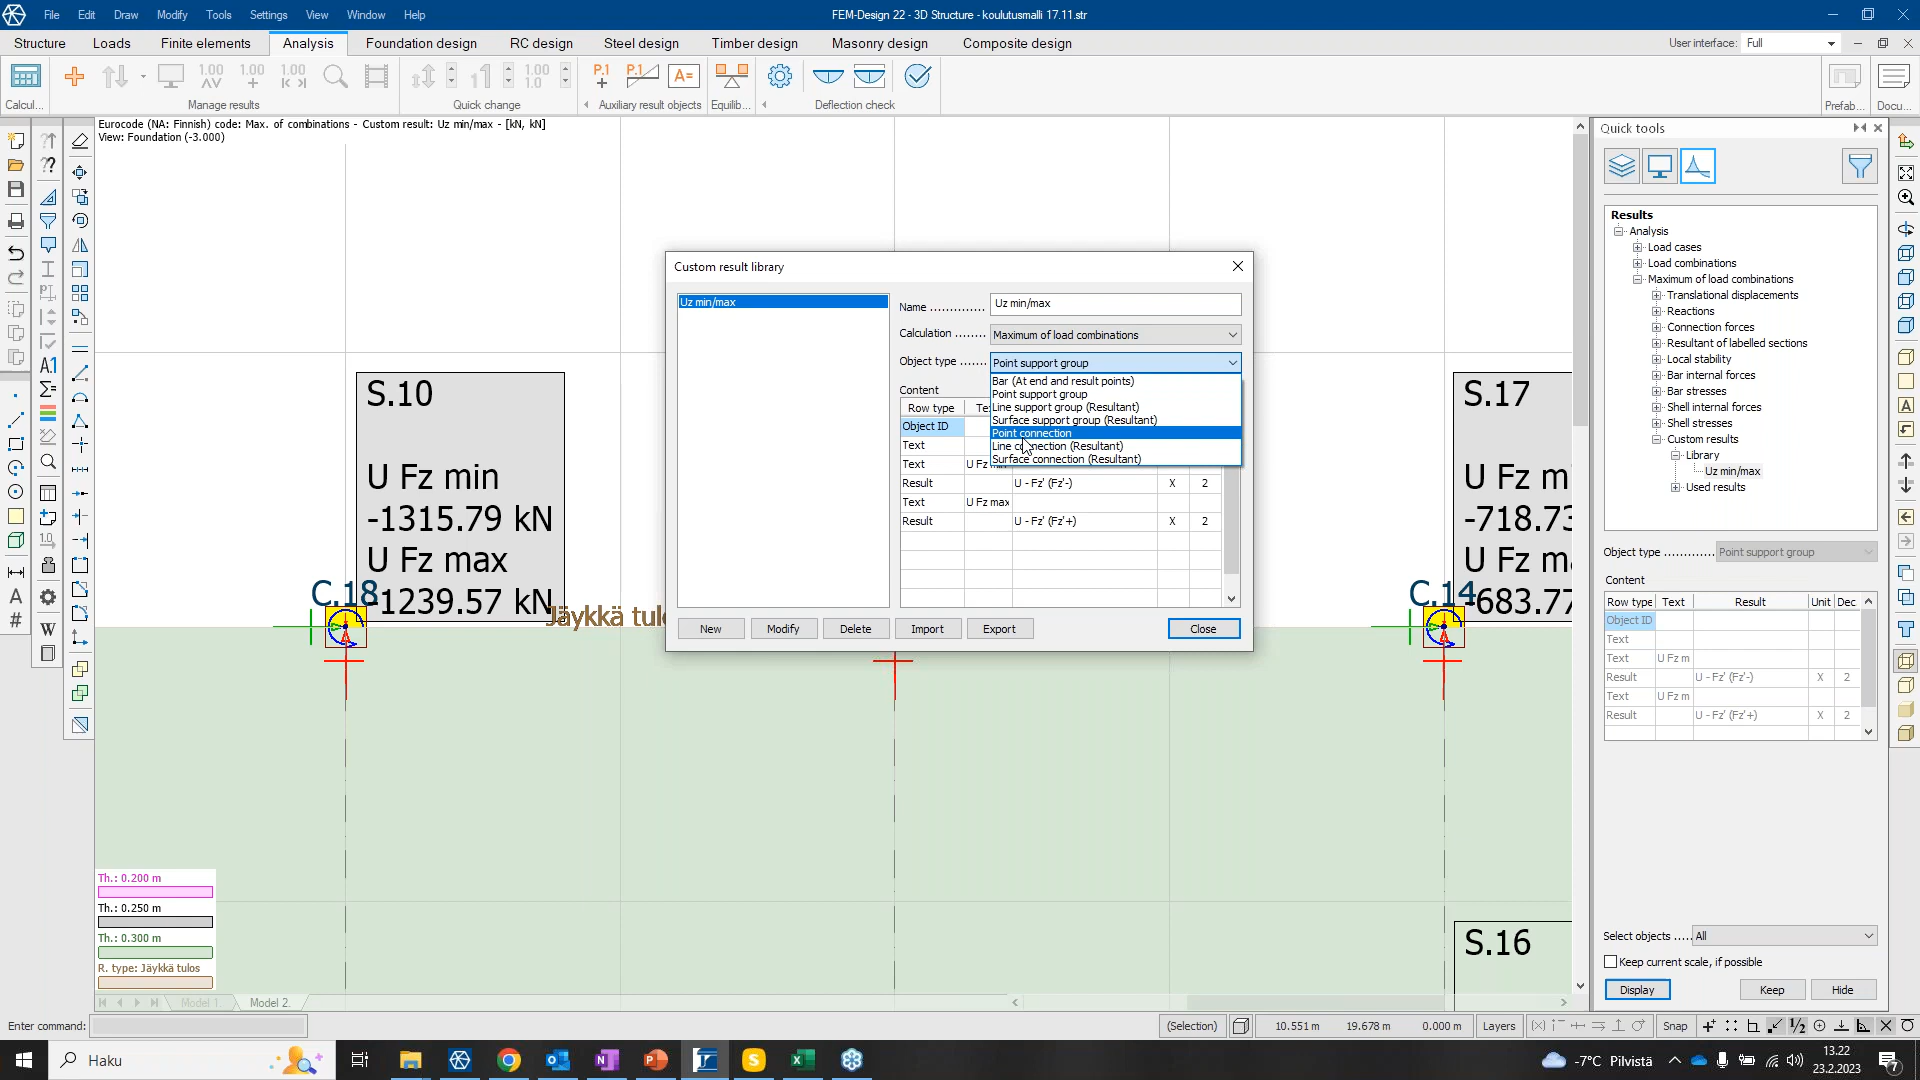 File Edit Draw Modify Tools Settings View Window Help
FEM-Design 22 - 3D Structure - koulutusmalli 17.11.str
Structure Loads Finite elements Analysis Foundation design RC design Steel design Timber design Masonry design Composite design
User interface: Full
Calcul... Manage results Quick change Auxiliary result objects Equilib... Deflection check Prefab... Docu...
Eurocode (NA: Finnish) code: Max. of combinations - Custom result: Uz min/max - [kN, kN]
View: Foundation (-3.000)
S.10
U Fz min
-1315.79 kN
U Fz max
-1239.57 kN
C.18
Jäykkä tul
Custom result library
Uz min/max
Name .............. Uz min/max
Calculation ........ Maximum of load combinations
Object type ....... Point support group
Bar (At end and result points)
Point support group
Line support group (Resultant)
Surface support group (Resultant)
Point connection
Line connection (Resultant)
Surface connection (Resultant)
Content
Row type
Object ID
Text
Text U Fz
Result U - Fz' (Fz'-) X 2
Text U Fz max
Result U - Fz' (Fz'+) X 2
New Modify Delete Import Export Close
S.17
U Fz m
-718.73
U Fz m
-683.77
C.14
S.16
Th.: 0.200 m
Th.: 0.250 m
Th.: 0.300 m
R. type: Jäykkä tulos
Model 1. Model 2.
Quick tools
Results
Analysis
Load cases
Load combinations
Maximum of load combinations
Translational displacements
Reactions
Connection forces
Resultant of labelled sections
Local stability
Bar internal forces
Bar stresses
Shell internal forces
Shell stresses
Custom results
Library
Uz min/max
Used results
Object type ............. Point support group
Content
Row type Text Result Unit Dec
Object ID
Text
Text U Fz m
Result U - Fz' (Fz'-) X 2
Text U Fz m
Result U - Fz' (Fz'+) X 2
Select objects ..... All
Keep current scale, if possible
Display Keep Hide
Enter command:
(Selection) 10.551 m 19.678 m 0.000 m Layers Snap
Haku
-7°C Pilvistä
13.22
23.2.2023
7